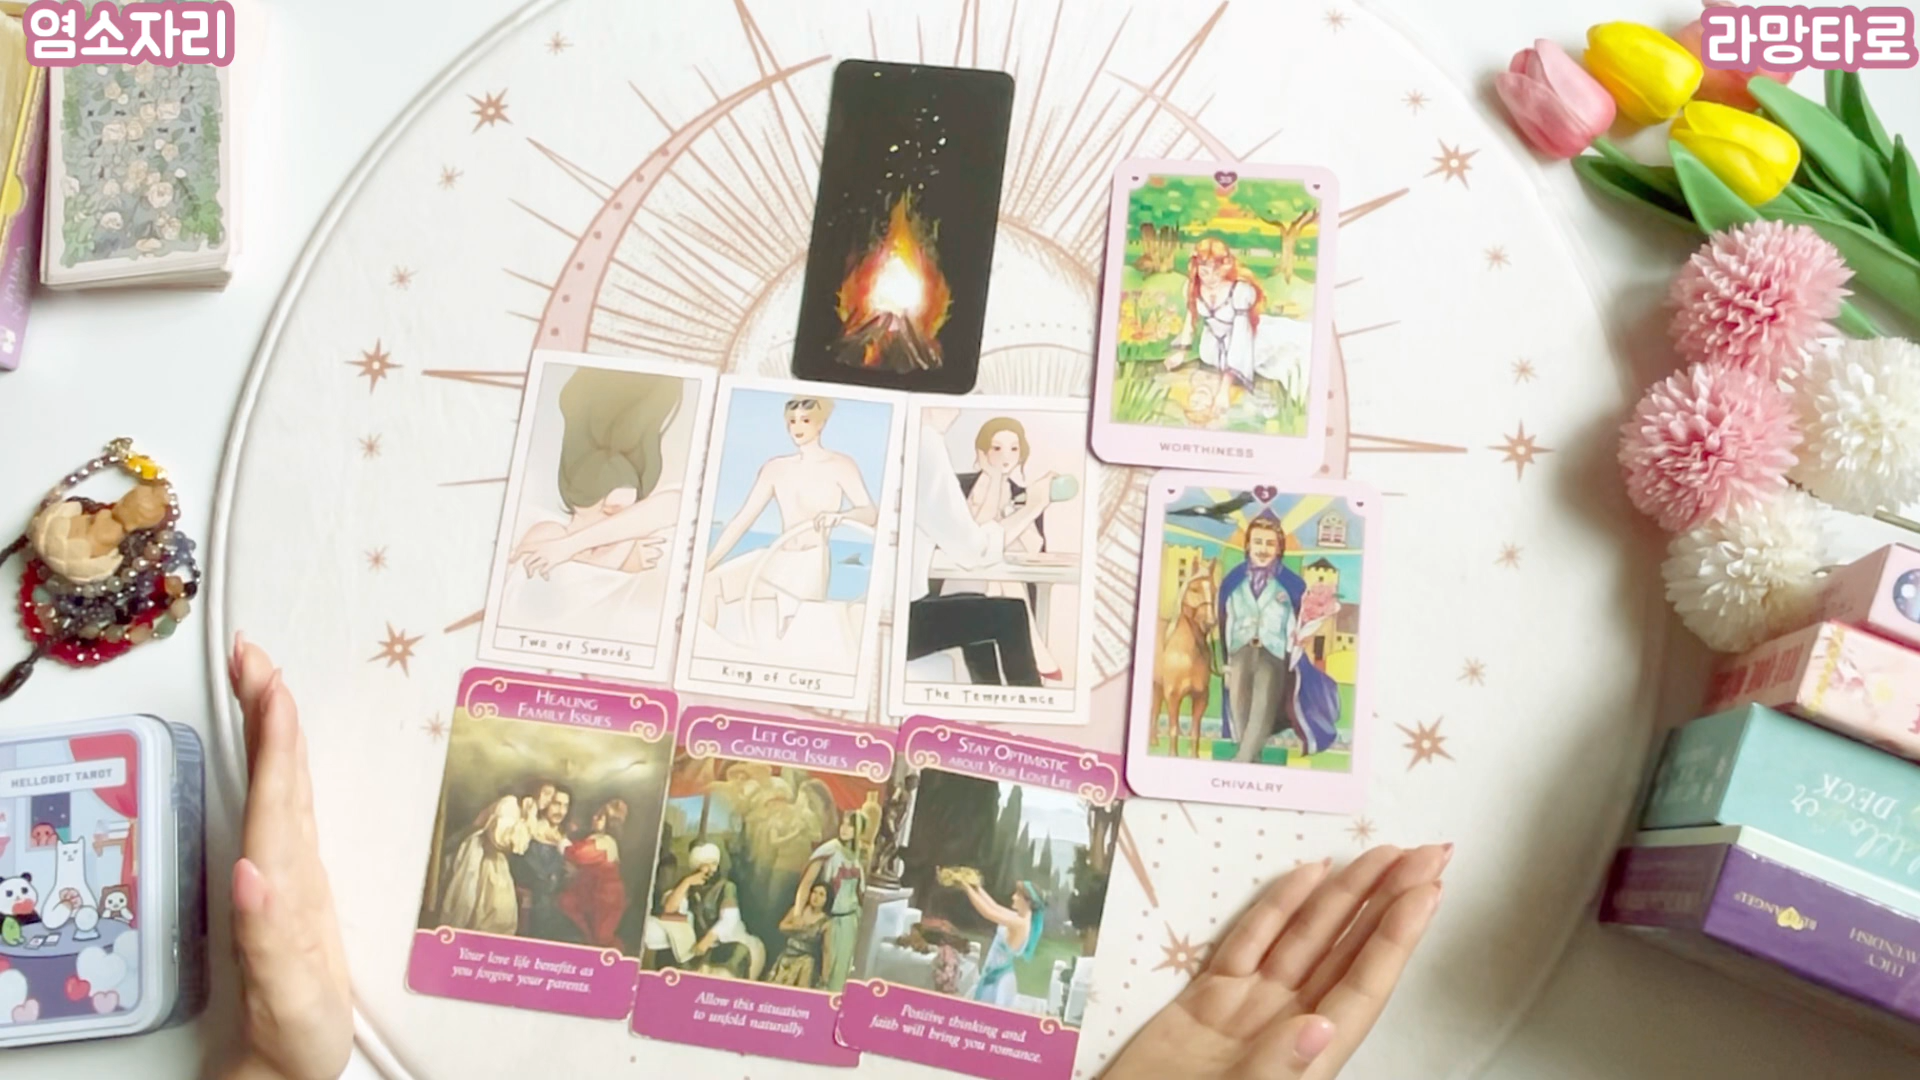 염소자리
라망타로
WORTHINESS
Two of Swords
King of Cups
The Temperance
CHIVALRY
3
HEALING
FAMILY ISSUES
Your love life benefits as
you forgive your parents.
LET GO OF
CONTROL ISSUES
Allow this situation
to unfold naturally.
STAY OPTIMISTIC
ABOUT YOUR LOVE LIFE
Positive thinking and
faith will bring you romance.
HELLOBOT TAROT
DECK
LUCY